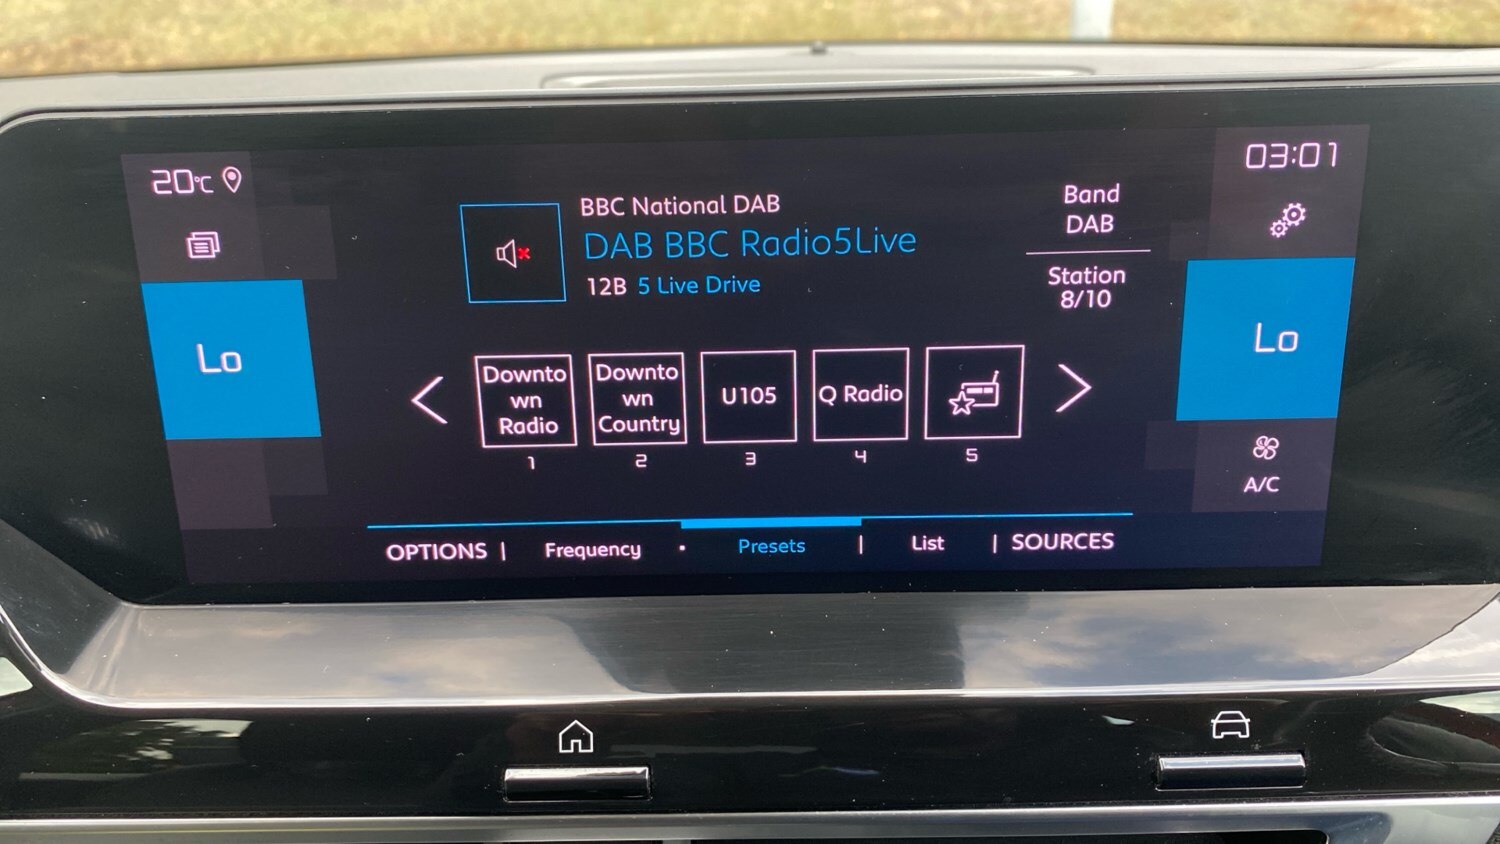 20°C
03:01
BBC National DAB
DAB BBC Radio5Live
12B 5 Live Drive
Band
DAB
Station
8/10
Lo
Lo
Downto
wn
Radio
Downto
wn
Country
U105
Q Radio
1
2
3
4
5
A/C
OPTIONS | Frequency • Presets | List | SOURCES